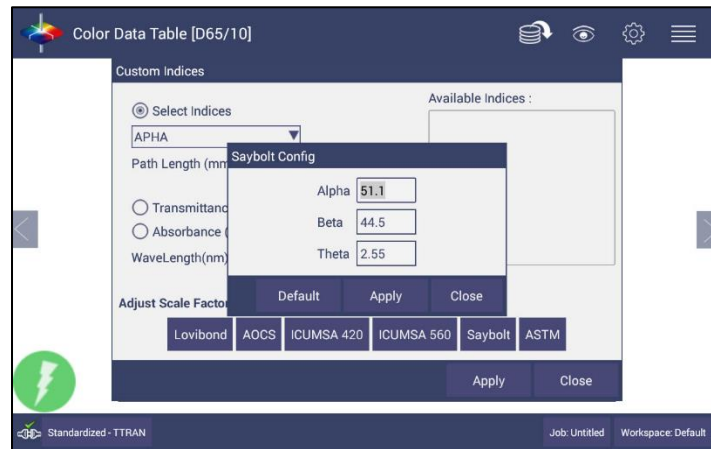 Color Data Table [D65/10]
Custom Indices
Select Indices
Available Indices :
APHA
Path Length (mm
Saybolt Config
Alpha 51.1
Beta 44.5
Theta 2.55
Transmittanc
Absorbance (
WaveLength(nm)
Default Apply Close
Adjust Scale Facto
Lovibond AOCS ICUMSA 420 ICUMSA 560 Saybolt ASTM
Apply Close
Standardized - TTRAN Job: Untitled Workspace: Default